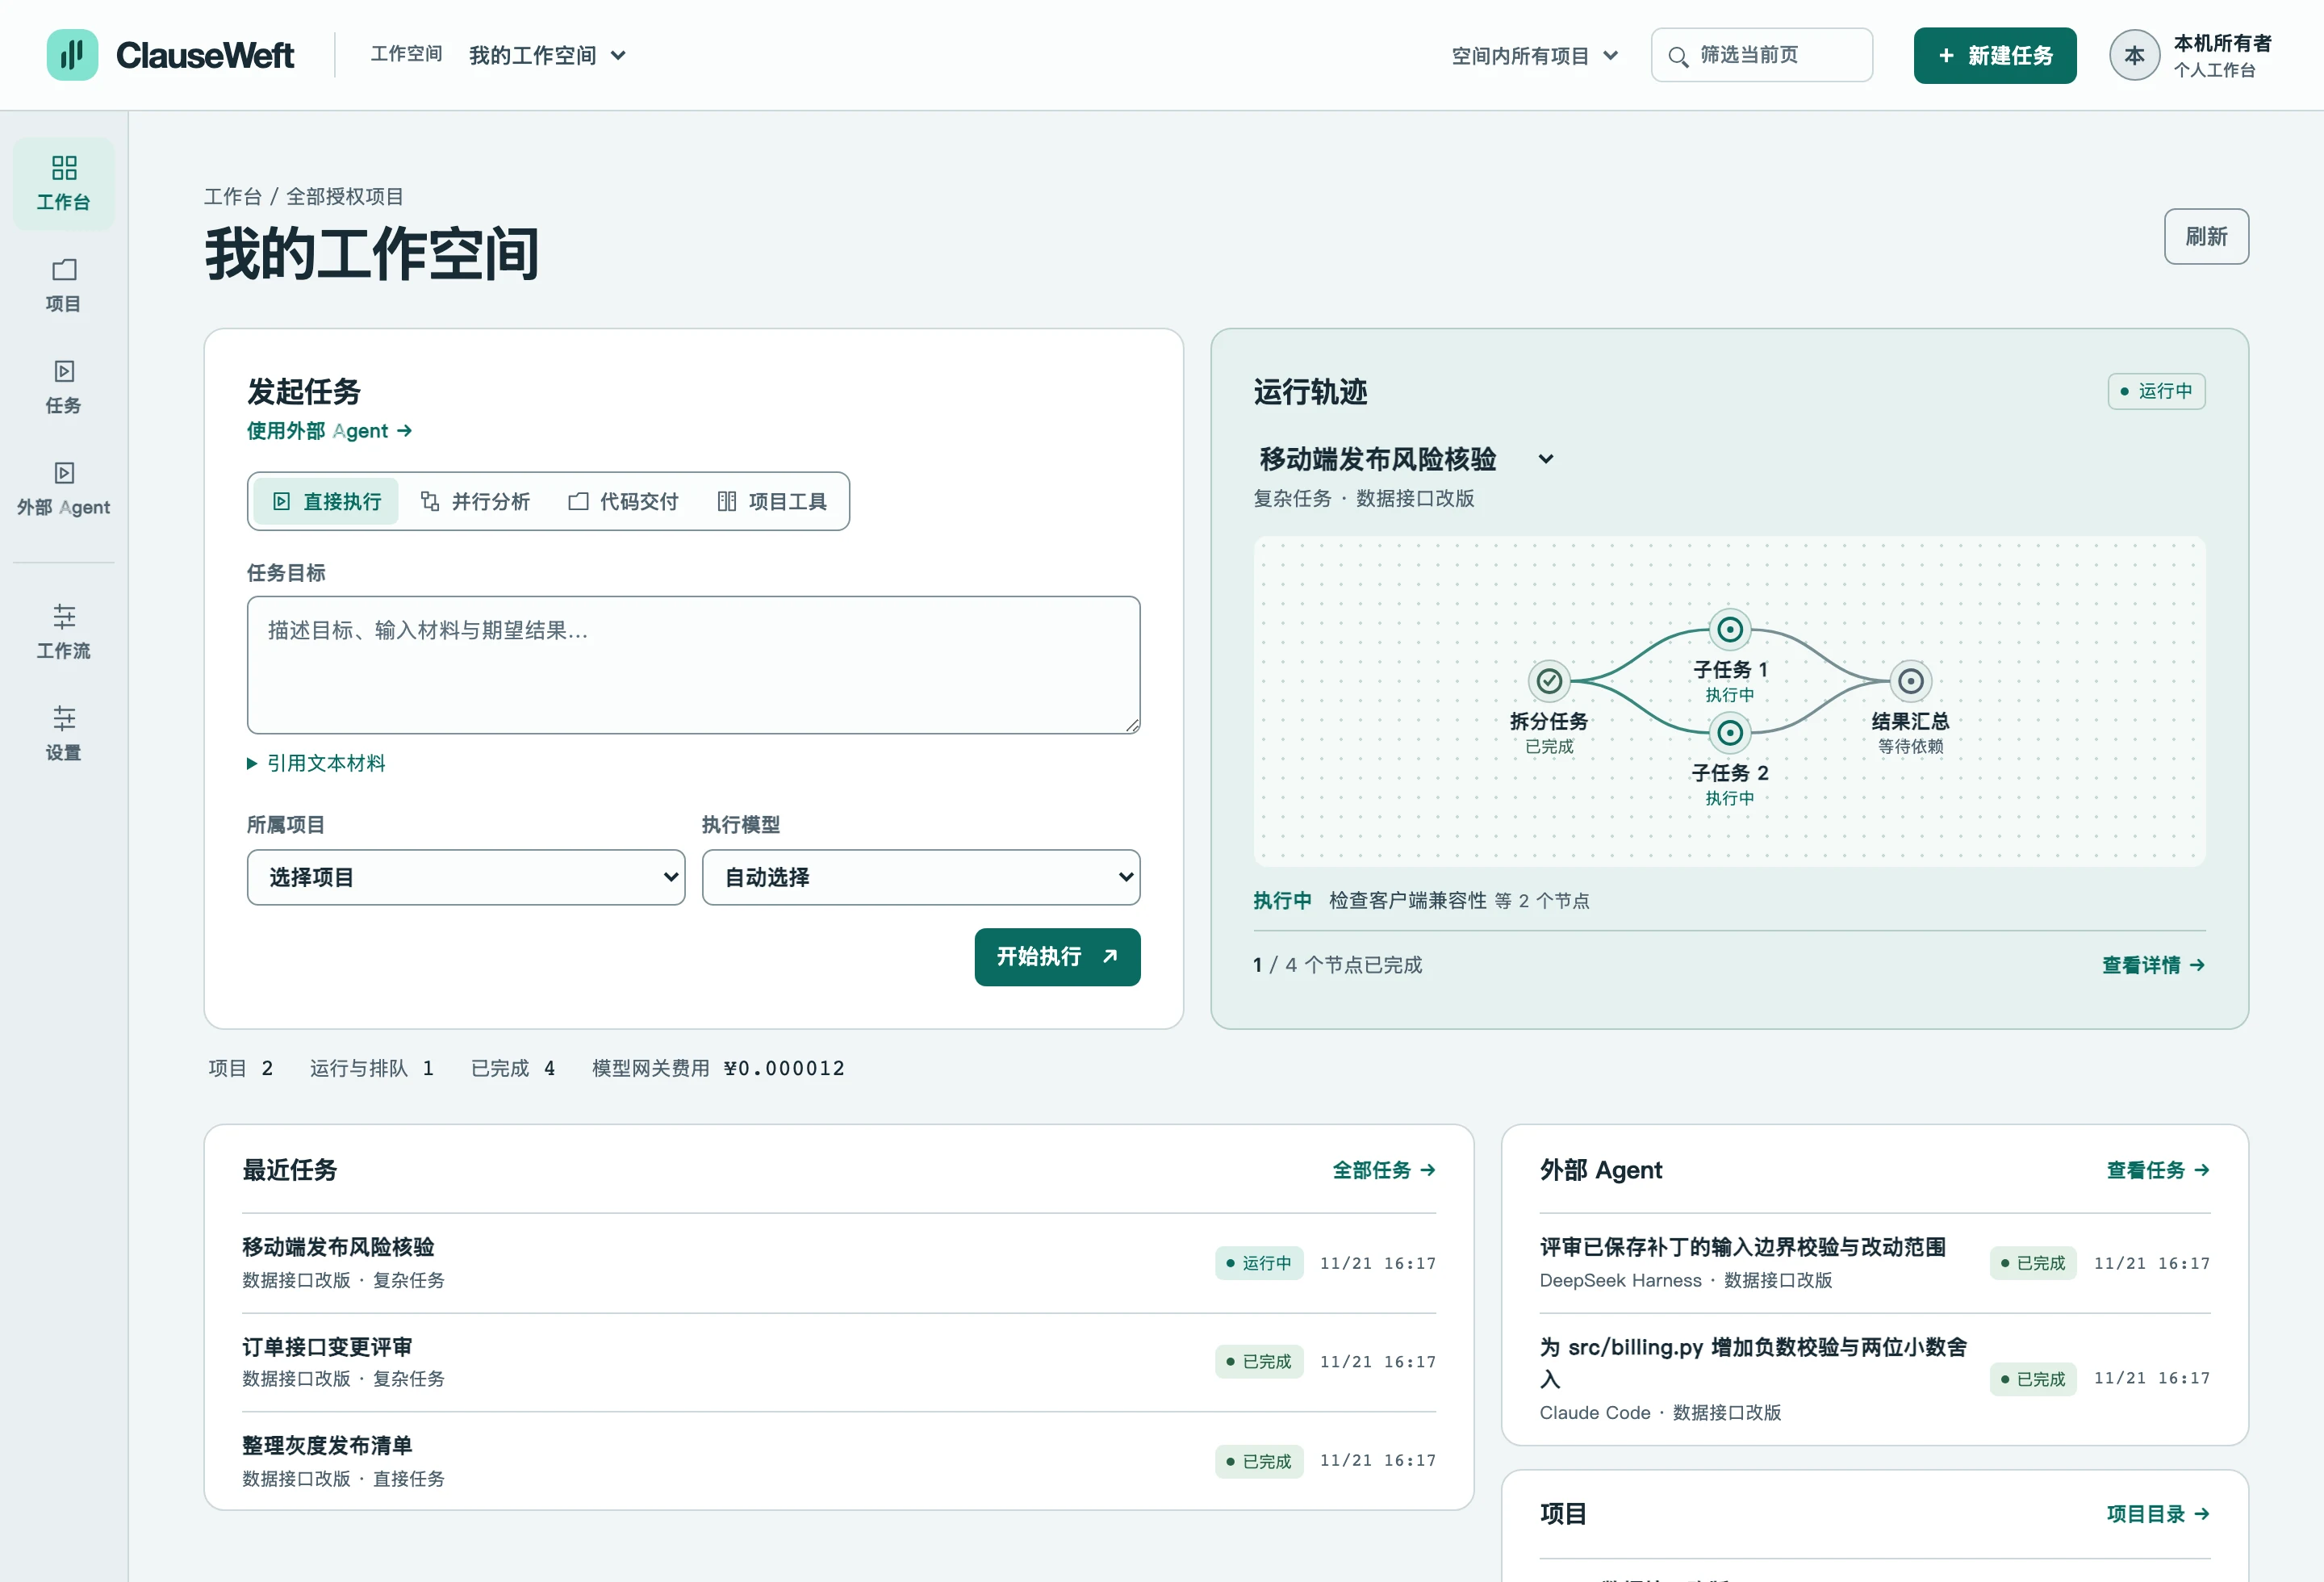 ClauseWeft
工作空间 我的工作空间
空间内所有项目
筛选当前页
+ 新建任务
本
本机所有者
个人工作台
工作台
项目
任务
外部 Agent
工作流
设置
工作台 / 全部授权项目
我的工作空间
刷新
发起任务
使用外部 Agent →
直接执行 并行分析 代码交付 项目工具
任务目标
描述目标、输入材料与期望结果...
▶ 引用文本材料
所属项目 执行模型
选择项目 自动选择
开始执行 ↗
运行轨迹
• 运行中
移动端发布风险核验
复杂任务 · 数据接口改版
拆分任务
已完成
子任务 1
执行中
子任务 2
执行中
结果汇总
等待依赖
执行中 检查客户端兼容性 等 2 个节点
1 / 4 个节点已完成
查看详情 →
项目 2 运行与排队 1 已完成 4 模型网关费用 ¥0.000012
最近任务
全部任务 →
移动端发布风险核验
数据接口改版 · 复杂任务
• 运行中 11/21 16:17
订单接口变更评审
数据接口改版 · 复杂任务
• 已完成 11/21 16:17
整理灰度发布清单
数据接口改版 · 直接任务
• 已完成 11/21 16:17
外部 Agent
查看任务 →
评审已保存补丁的输入边界校验与改动范围
DeepSeek Harness · 数据接口改版
• 已完成 11/21 16:17
为 src/billing.py 增加负数校验与两位小数舍
入
Claude Code · 数据接口改版
• 已完成 11/21 16:17
项目
项目目录 →